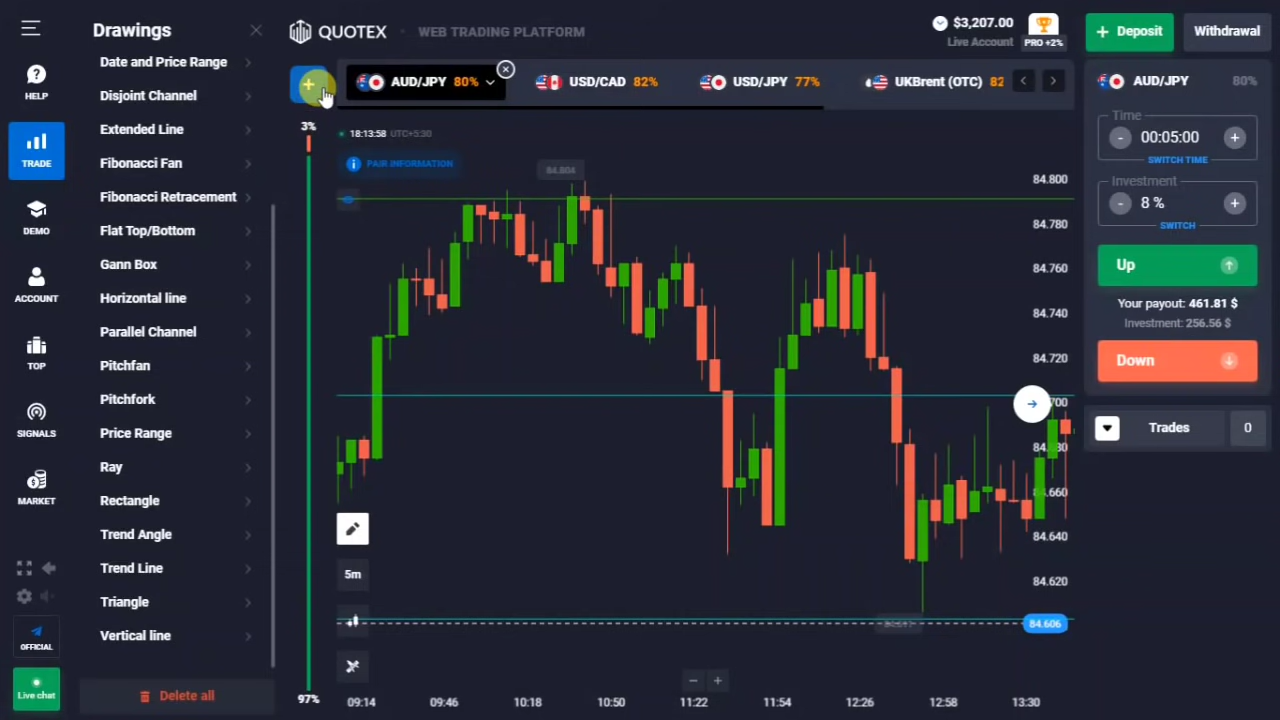 Drawings
QUOTEX
WEB TRADING PLATFORM
$3,207.00
Live Account
PRO +2%
Deposit
Withdrawal
HELP
TRADE
DEMO
ACCOUNT
TOP
SIGNALS
MARKET
OFFICIAL
Live chat
Date and Price Range
Disjoint Channel
Extended Line
Fibonacci Fan
Fibonacci Retracement
Flat Top/Bottom
Gann Box
Horizontal line
Parallel Channel
Pitchfan
Pitchfork
Price Range
Ray
Rectangle
Trend Angle
Trend Line
Triangle
Vertical line
Delete all
AUD/JPY 80%
USD/CAD 82%
USD/JPY 77%
UKBrent (OTC) 82
3%
97%
18:13:58 UTC+5:30
PAIR INFORMATION
84.804
84.800
84.780
84.760
84.740
84.720
84.660
84.640
84.620
84.606
5m
09:14
09:46
10:18
10:50
11:22
11:54
12:26
12:58
13:30
AUD/JPY 80%
Time
- 00:05:00 +
SWITCH TIME
Investment
- 8 % +
SWITCH
Up
Your payout: 461.81 $
Investment: 256.56 $
Down
Trades 0